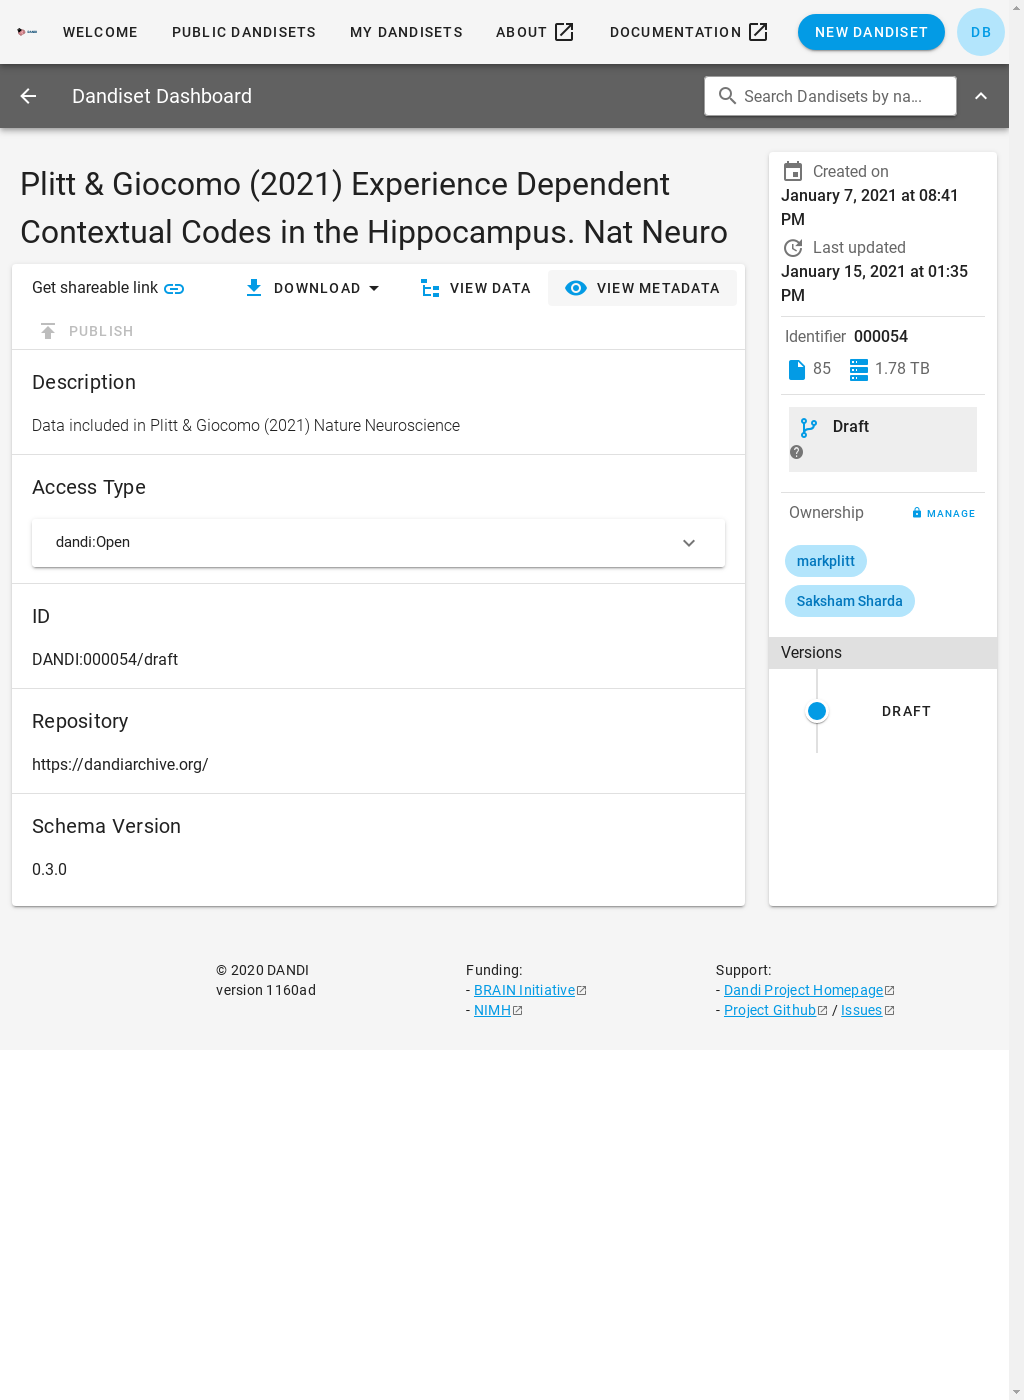 WELCOME PUBLIC DANDISETS MY DANDISETS ABOUT DOCUMENTATION NEW DANDISET DB
Dandiset Dashboard Search Dandisets by na...
Plitt & Giocomo (2021) Experience Dependent
Contextual Codes in the Hippocampus. Nat Neuro
Get shareable link DOWNLOAD VIEW DATA VIEW METADATA
PUBLISH
Description
Data included in Plitt & Giocomo (2021) Nature Neuroscience
Access Type
dandi:Open
ID
DANDI:000054/draft
Repository
https://dandiarchive.org/
Schema Version
0.3.0
Created on
January 7, 2021 at 08:41
PM
Last updated
January 15, 2021 at 01:35
PM
Identifier 000054
85 1.78 TB
Draft
Ownership MANAGE
markplitt
Saksham Sharda
Versions
DRAFT
© 2020 DANDI
version 1160ad
Funding:
- BRAIN Initiative
- NIMH
Support:
- Dandi Project Homepage
- Project Github / Issues